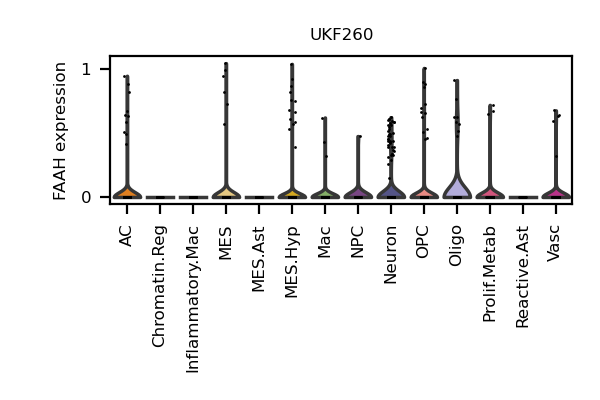 UKF260
FAAH expression
1
0
AC
Chromatin.Reg
Inflammatory.Mac
MES
MES.Ast
MES.Hyp
Mac
NPC
Neuron
OPC
Oligo
Prolif.Metab
Reactive.Ast
Vasc